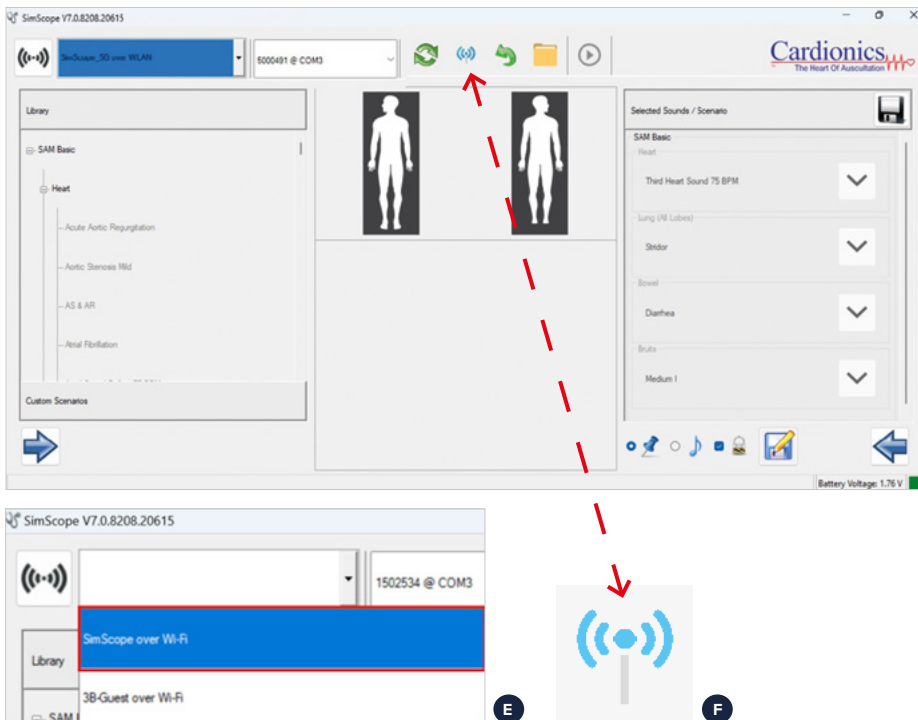 SimScope V7.0.8208.20615
SimScope_5G over WLAN
5000491 @ COM3
Cardionics
The Heart Of Auscultation
Library
SAM Basic
Heart
Acute Aortic Regurgitation
Aortic Stenosis Mild
AS & AR
Atrial Fibrillation
Custom Scenarios
Selected Sounds / Scenario
SAM Basic
Heart
Third Heart Sound 75 BPM
Lung (All Lobes)
Stridor
Bowel
Diarrhea
Bruits
Medium I
Battery Voltage: 1.76 V
SimScope V7.0.8208.20615
1502534 @ COM3
SimScope over Wi-Fi
Library
3B-Guest over Wi-Fi
SAM
E
F